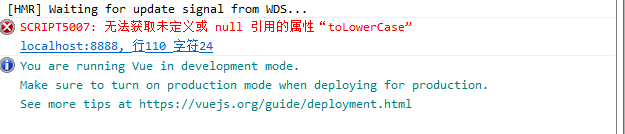 [HMR] Waiting for update signal from WDS...
SCRIPT5007: 无法获取未定义或 null 引用的属性“toLowerCase”
localhost:8888, 行110 字符24
You are running Vue in development mode.
Make sure to turn on production mode when deploying for production.
See more tips at https://vuejs.org/guide/deployment.html